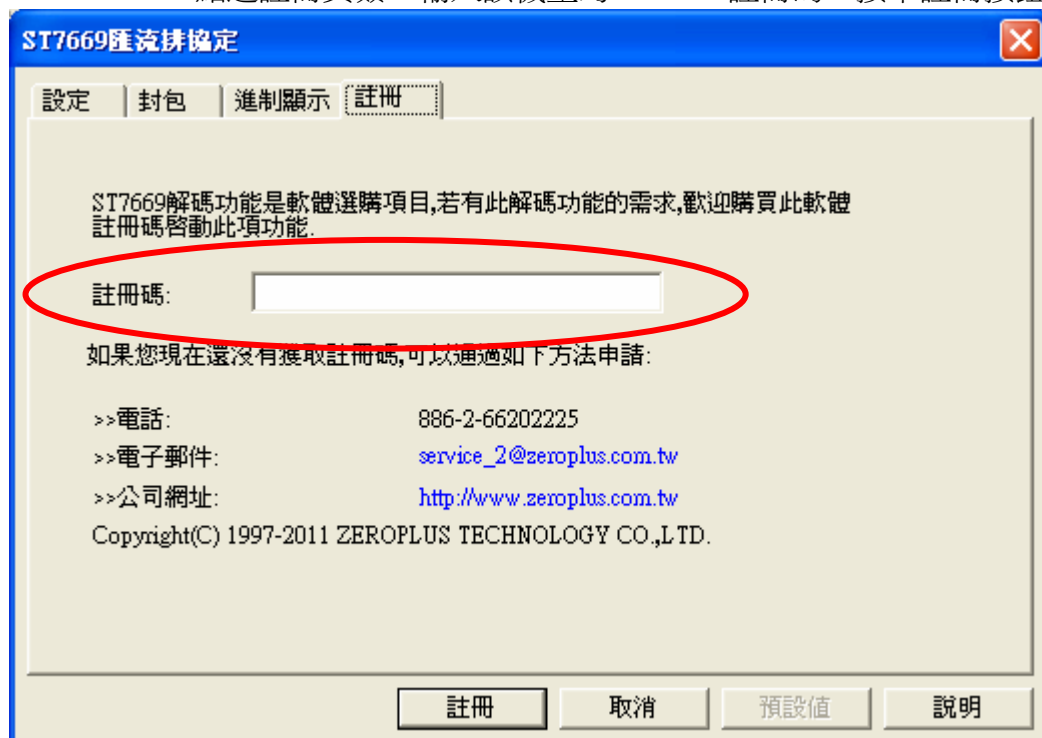 ST7669匯流排協定
設定 封包 進制顯示 註冊
ST7669解碼功能是軟體選購項目,若有此解碼功能的需求,歡迎購買此軟體
註冊碼啓動此項功能.
註冊碼:
如果您現在還沒有獲取註冊碼,可以通過如下方法申請:
>>電話: 886-2-66202225
>>電子郵件: service_2@zeroplus.com.tw
>>公司網址: http://www.zeroplus.com.tw
Copyright(C) 1997-2011 ZEROPLUS TECHNOLOGY CO.,LTD.
註冊 取消 預設值 說明